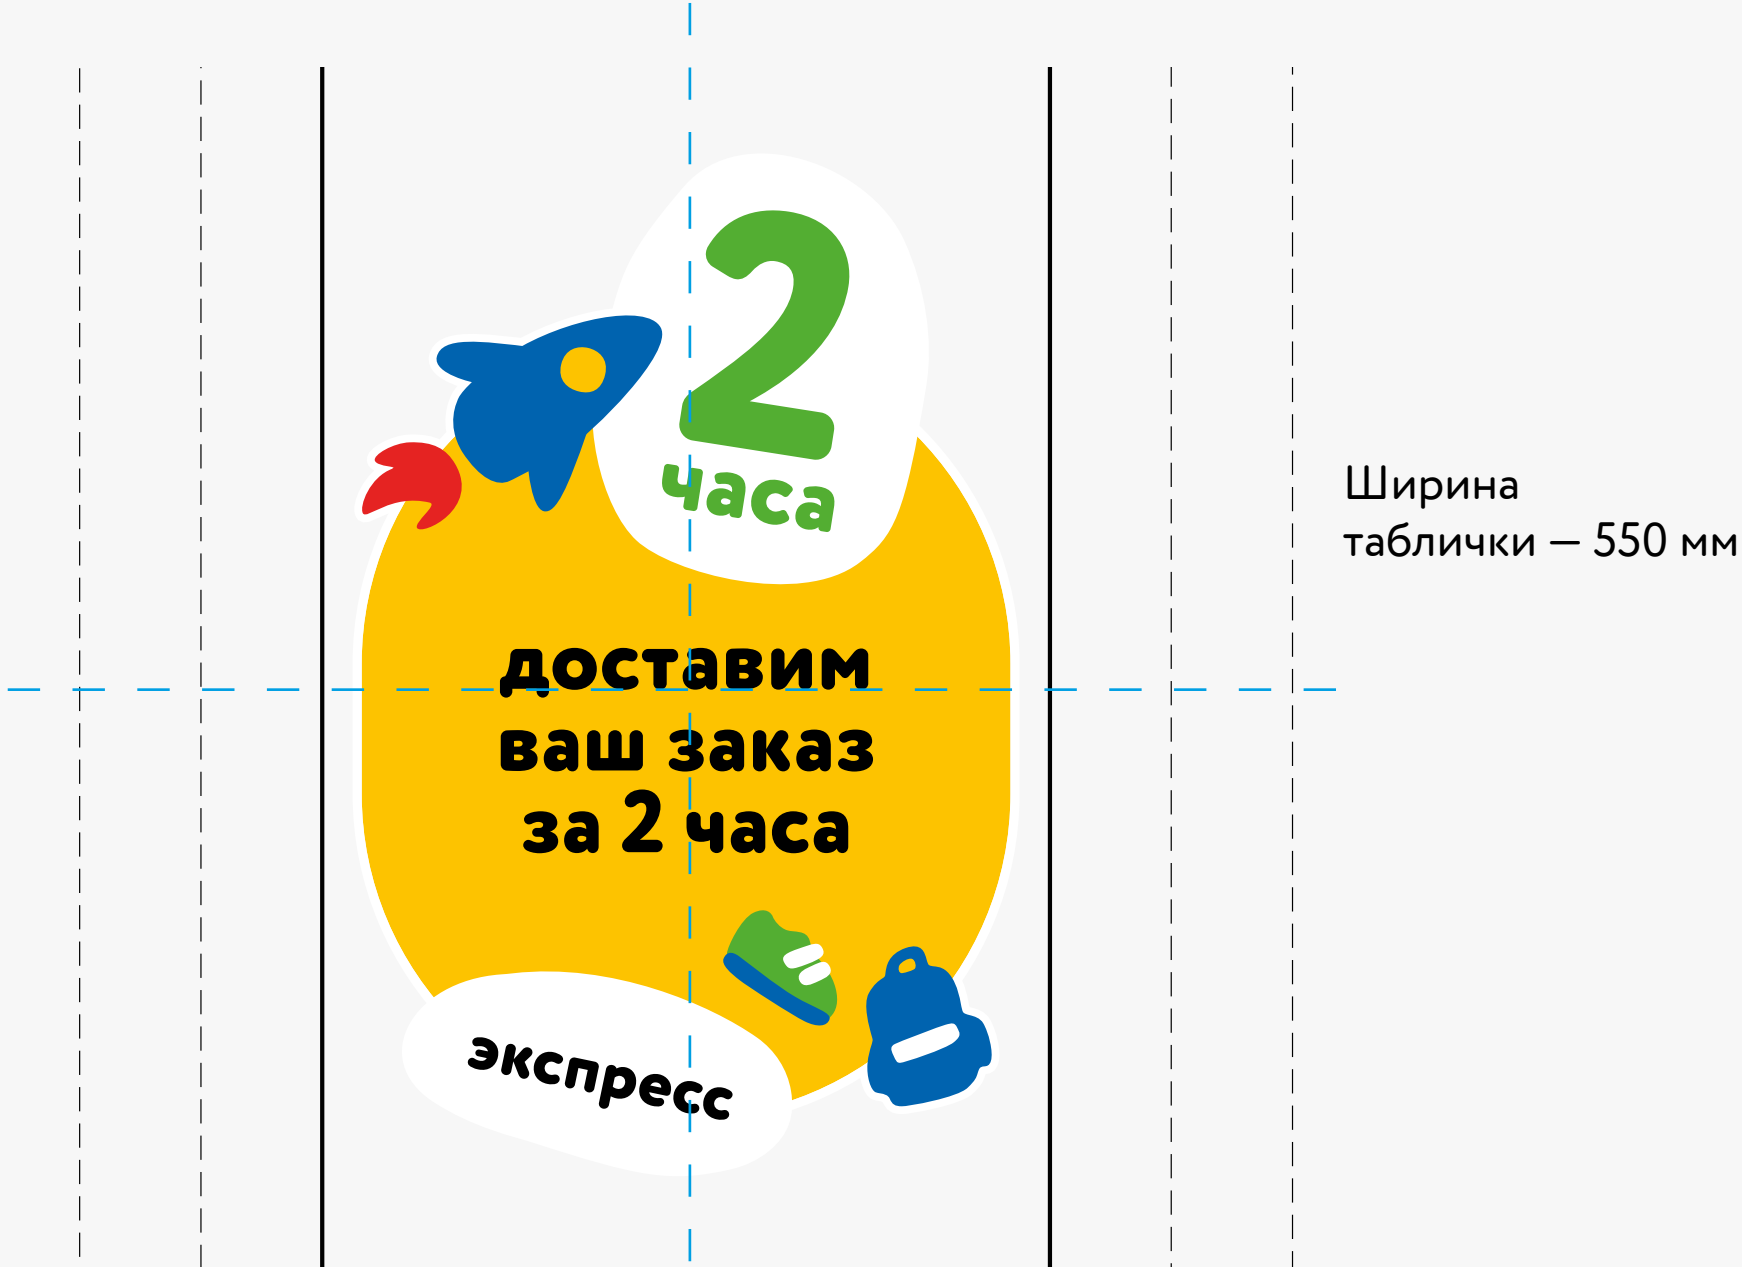 2
часа
доставим
ваш заказ
за 2 часа
экспресс
Ширина
таблички — 550 мм